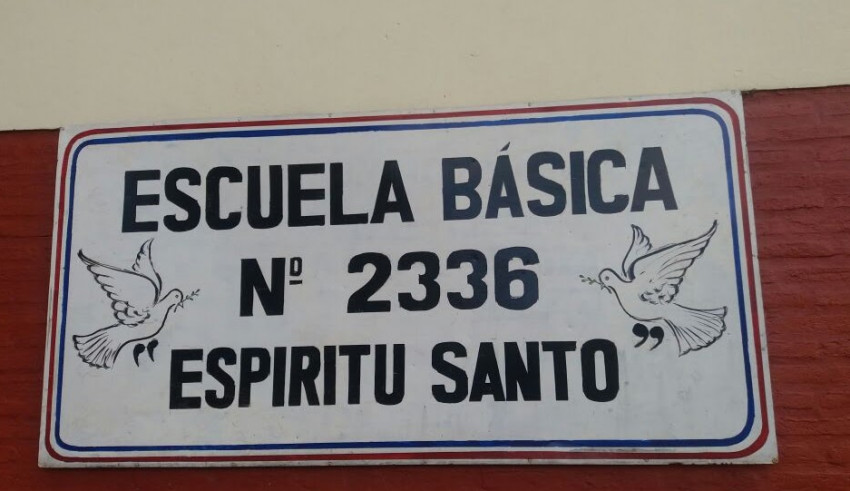 ESCUELA BÁSICA
Nº 2336
“ESPIRITU SANTO”